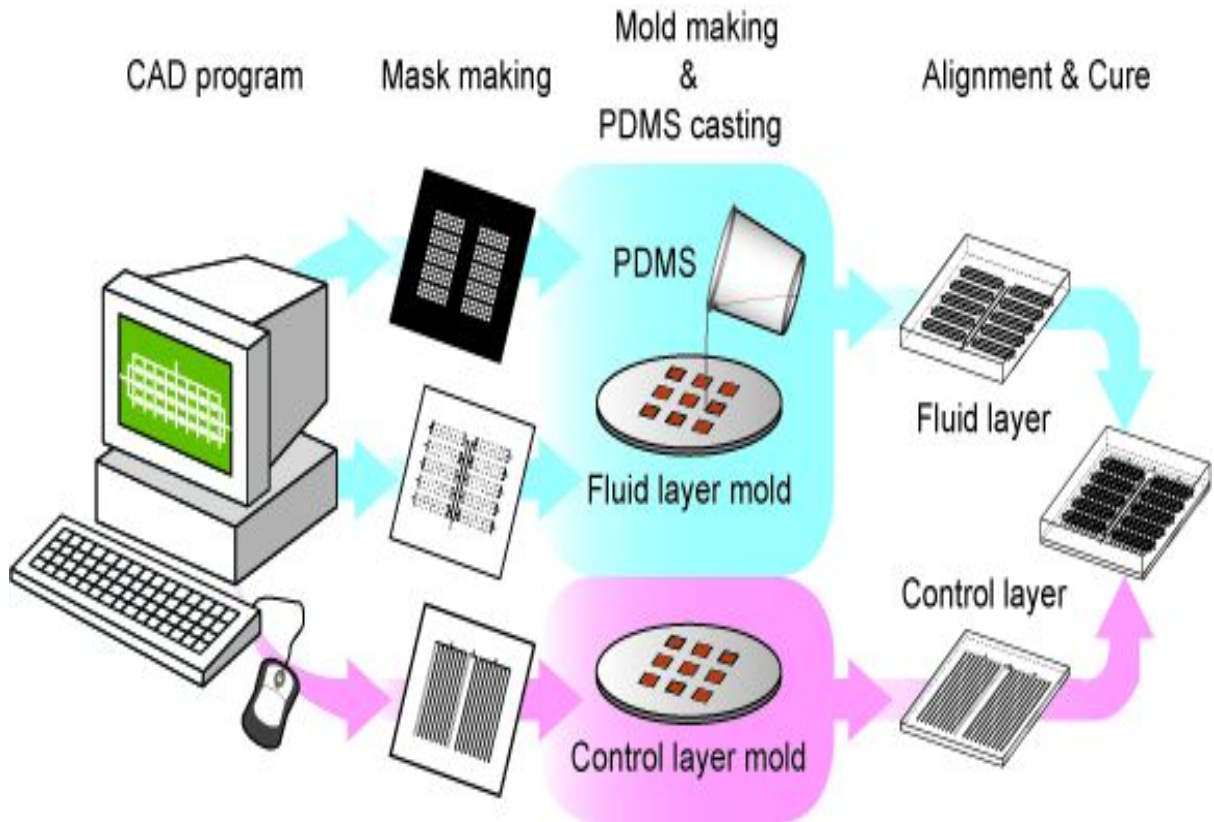 CAD program
Mask making
Mold making
&
PDMS casting
Alignment & Cure
PDMS
Fluid layer mold
Fluid layer
Control layer
Control layer mold